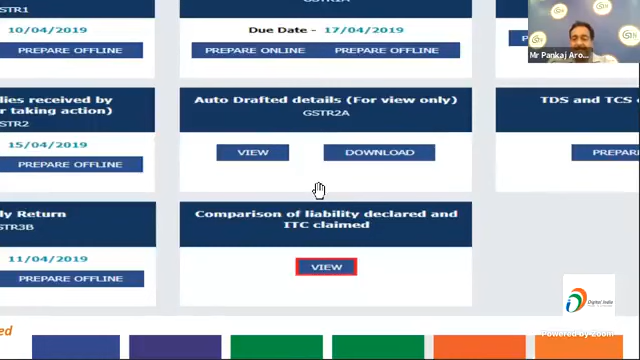 GSTR1
10/04/2019
PREPARE OFFLINE
Due Date - 17/04/2019
PREPARE ONLINE PREPARE OFFLINE
Mr Pankaj Aro...
lies received by
r taking action)
STR2
15/04/2019
PREPARE OFFLINE
Auto Drafted details (For view only)
GSTR2A
VIEW DOWNLOAD
TDS and TCS
PREPAR
ly Return
STR3B
11/04/2019
PREPARE OFFLINE
Comparison of liability declared and
ITC claimed
VIEW
Digital India
Powered by Zoom
ed